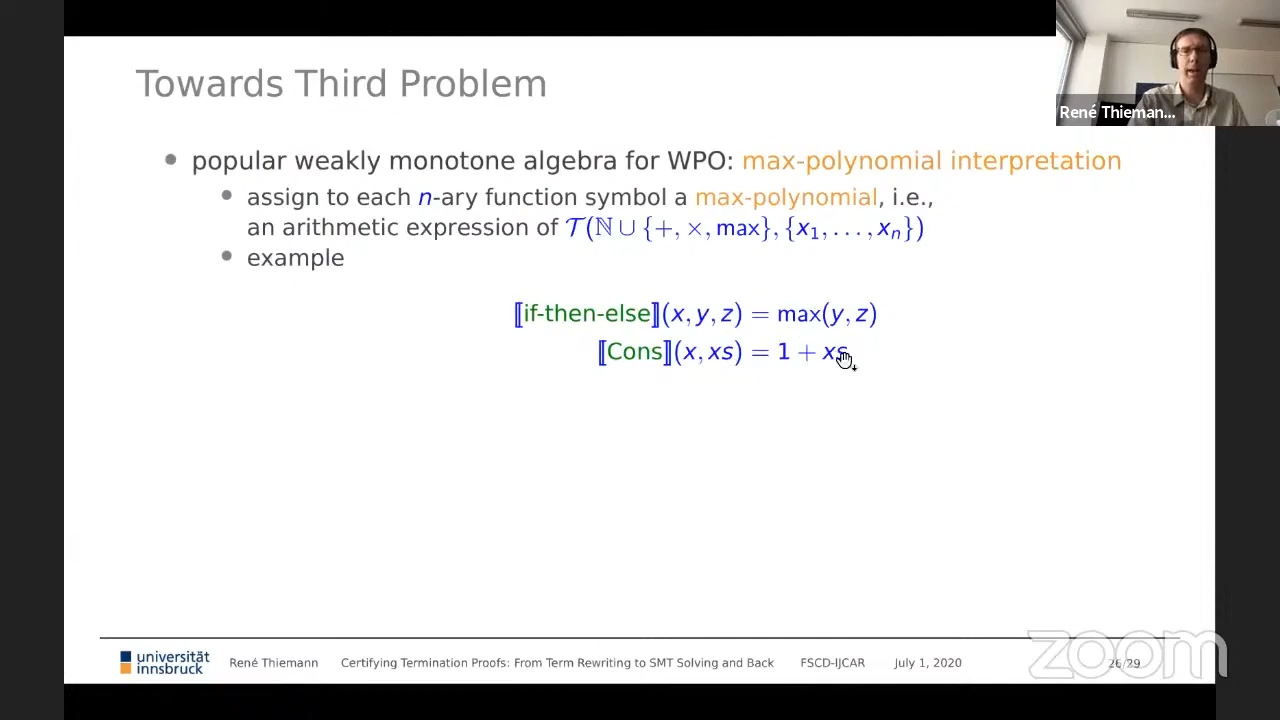 Towards Third Problem
René Thieman...
• popular weakly monotone algebra for WPO: max-polynomial interpretation
• assign to each n-ary function symbol a max-polynomial, i.e.,
an arithmetic expression of 𝒯(ℕ ∪ {+, ×, max}, {x₁, . . . , xₙ})
• example
⟦if-then-else⟧(x, y, z) = max(y, z)
⟦Cons⟧(x, xs) = 1 + xs
universität
innsbruck
René Thiemann Certifying Termination Proofs: From Term Rewriting to SMT Solving and Back FSCD-IJCAR July 1, 2020 26/29
zoom